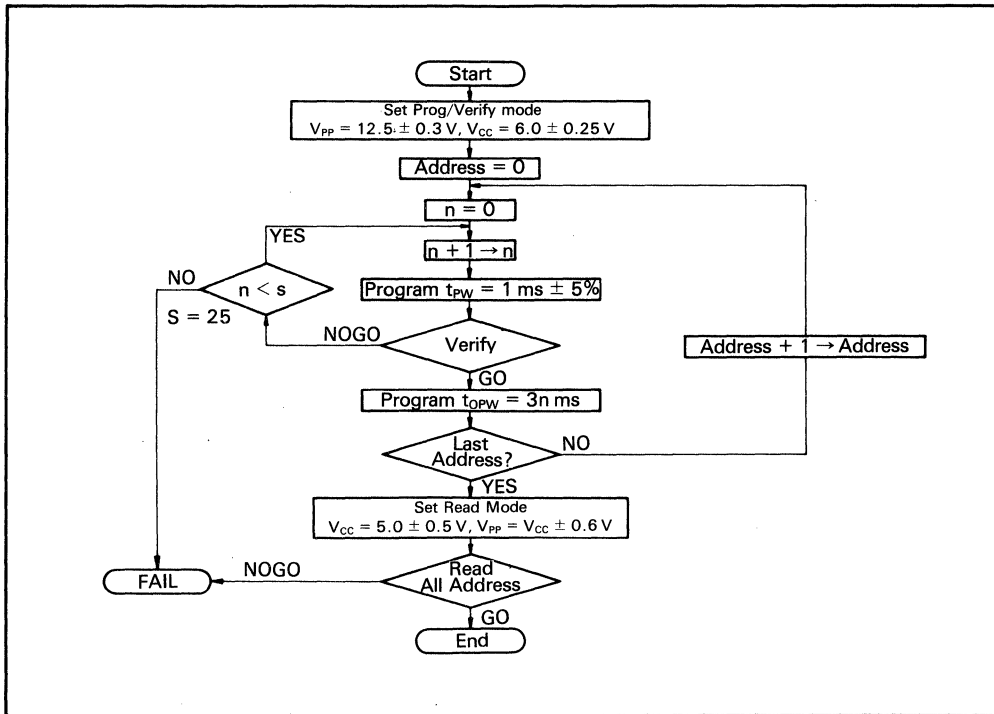 Start
Set Prog/Verify mode
VPP = 12.5 ± 0.3 V, VCC = 6.0 ± 0.25 V
Address = 0
n = 0
YES
n + 1 → n
NO
n < s
Program tPW = 1 ms ± 5%
S = 25
NOGO
Verify
Address + 1 → Address
GO
Program tOPW = 3n ms
Last
Address?
NO
YES
Set Read Mode
VCC = 5.0 ± 0.5 V, VPP = VCC ± 0.6 V
FAIL
NOGO
Read
All Address
GO
End